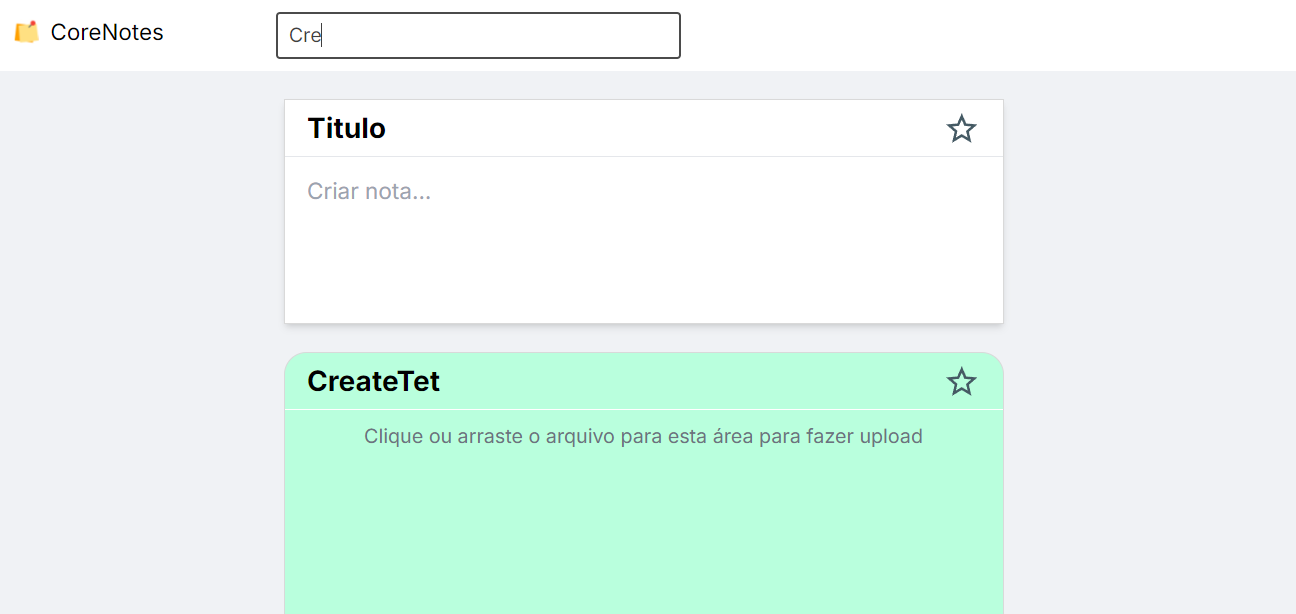 CoreNotes
Cre
Titulo
Criar nota...
CreateTet
Clique ou arraste o arquivo para esta área para fazer upload